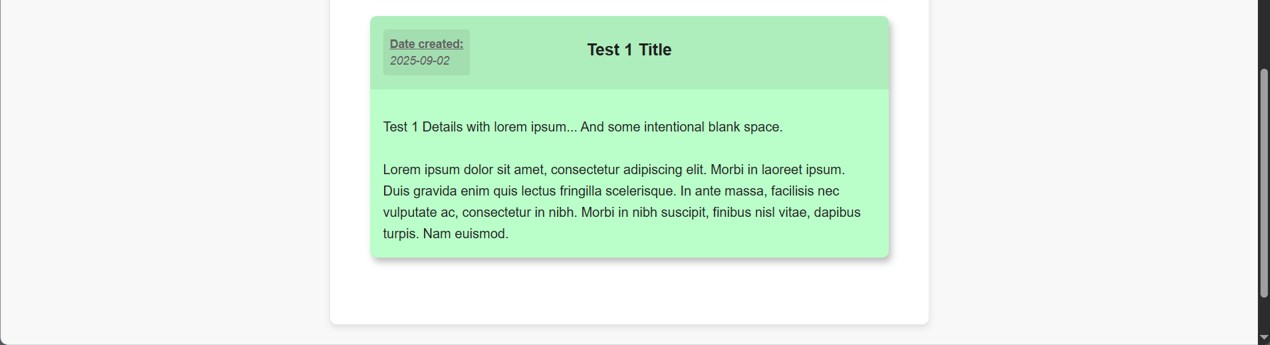 Date created:
2025-09-02
Test 1 Title
Test 1 Details with lorem ipsum... And some intentional blank space.
Lorem ipsum dolor sit amet, consectetur adipiscing elit. Morbi in laoreet ipsum.
Duis gravida enim quis lectus fringilla scelerisque. In ante massa, facilisis nec
vulputate ac, consectetur in nibh. Morbi in nibh suscipit, finibus nisl vitae, dapibus
turpis. Nam euismod.